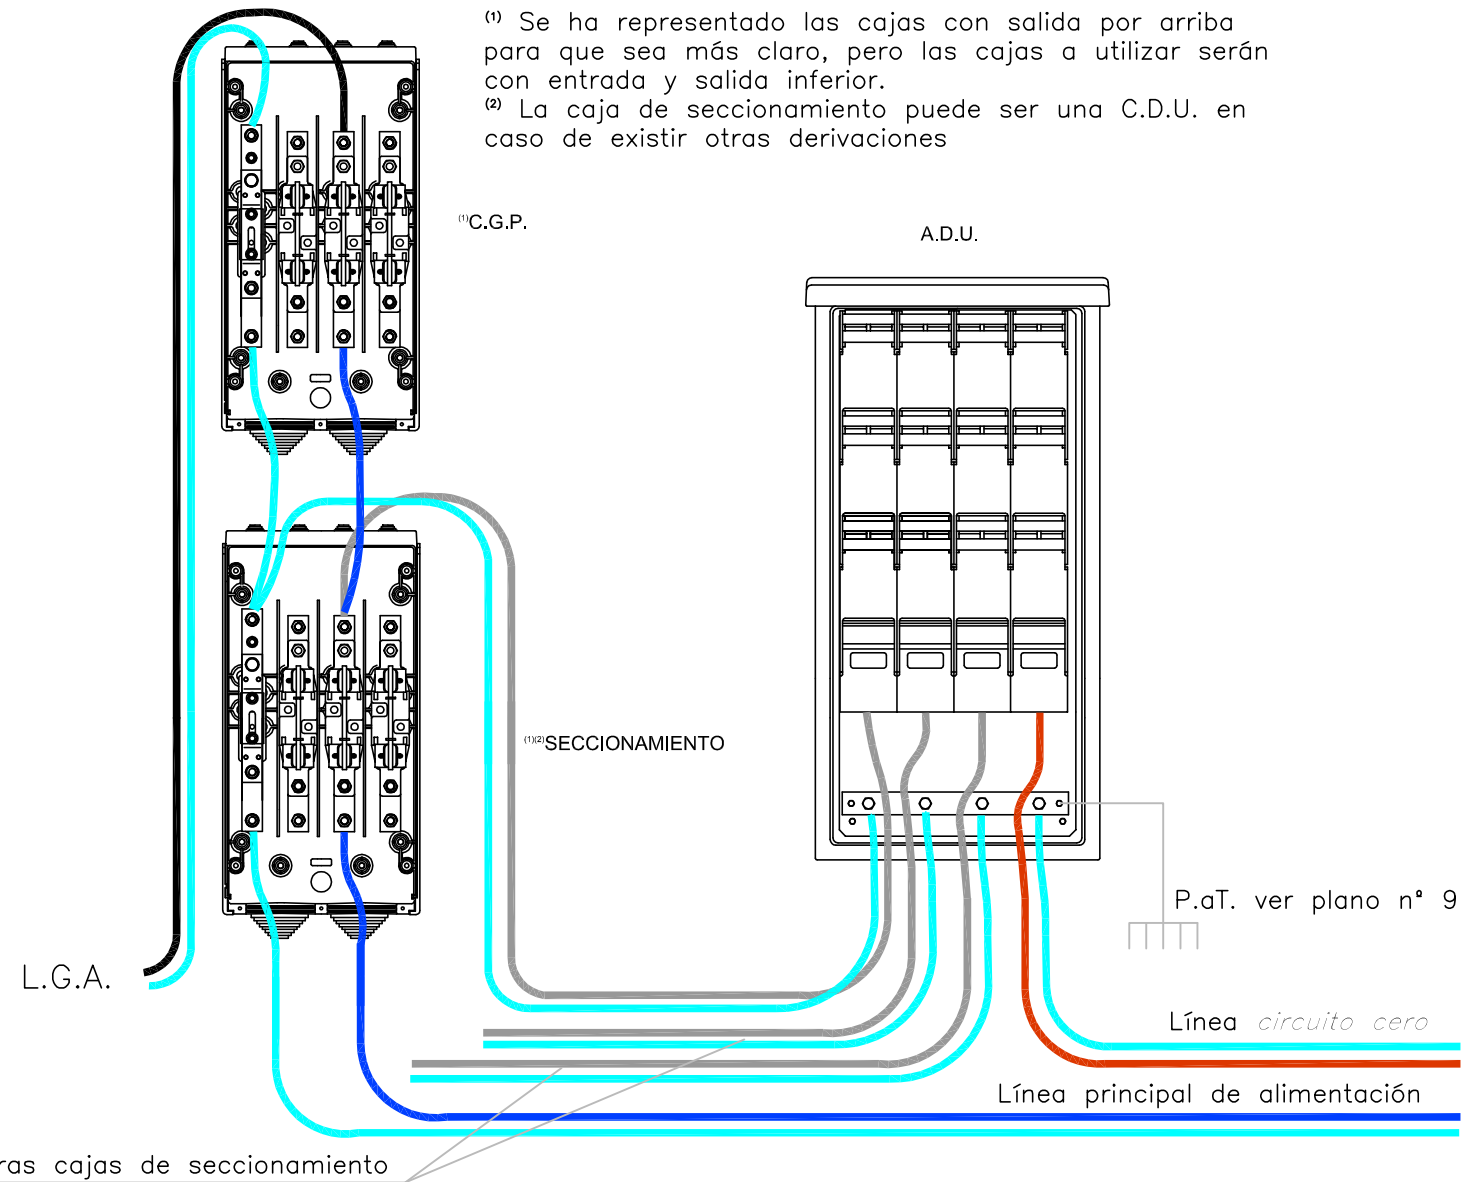 ⁽¹⁾ Se ha representado las cajas con salida por arriba
para que sea más claro, pero las cajas a utilizar serán
con entrada y salida inferior.
⁽²⁾ La caja de seccionamiento puede ser una C.D.U. en
caso de existir otras derivaciones
⁽¹⁾C.G.P.
A.D.U.
⁽¹⁾⁽²⁾SECCIONAMIENTO
P.aT. ver plano nº 9
L.G.A.
Línea circuito cero
Línea principal de alimentación
cajas de seccionamiento